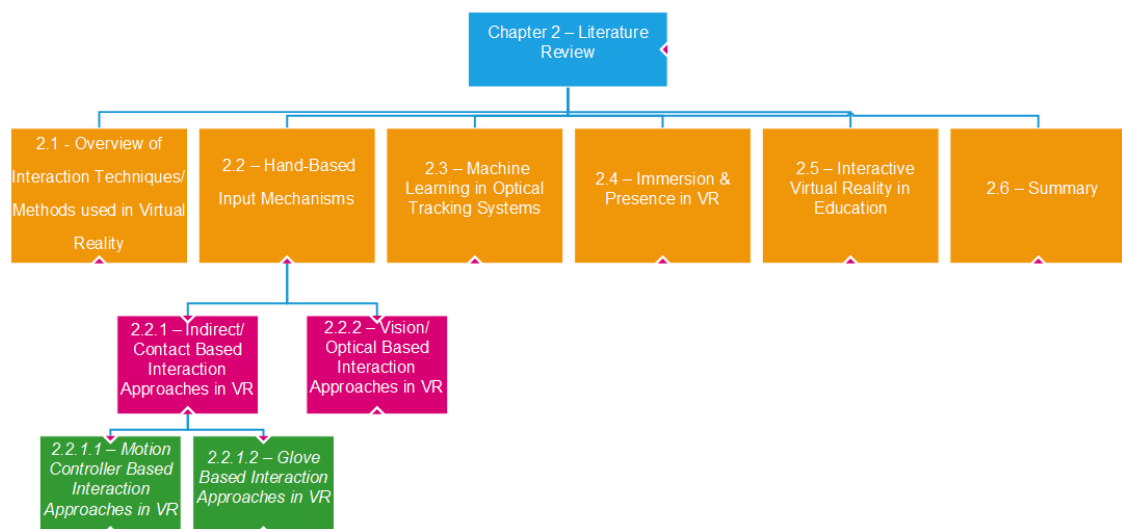 Chapter 2 – Literature
Review
2.1 - Overview of
Interaction Techniques/
Methods used in Virtual
Reality
2.2 – Hand-Based
Input Mechanisms
2.3 – Machine
Learning in Optical
Tracking Systems
2.4 – Immersion &
Presence in VR
2.5 – Interactive
Virtual Reality in
Education
2.6 – Summary
2.2.1 – Indirect/
Contact Based
Interaction
Approaches in VR
2.2.2 – Vision/
Optical Based
Interaction
Approaches in VR
2.2.1.1 – Motion
Controller Based
Interaction
Approaches in VR
2.2.1.2 – Glove
Based Interaction
Approaches in VR